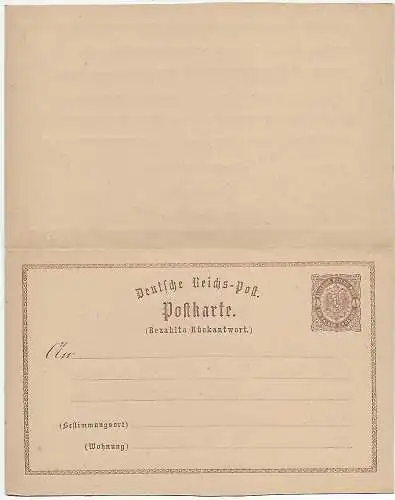 Deutsche Reichs-Post.
Postkarte.
(Bezahlte Rückantwort.)
An
(Bestimmungsort)
(Wohnung)